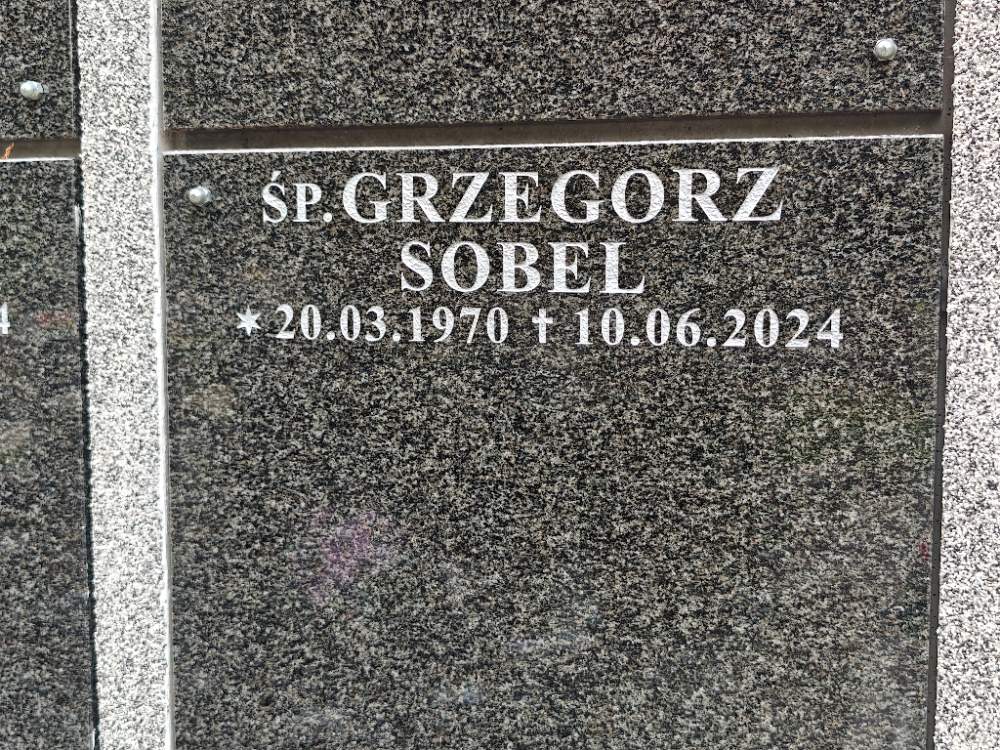 ŚP. GRZEGORZ
SOBEL
✶ 20.03.1970 ✝ 10.06.2024